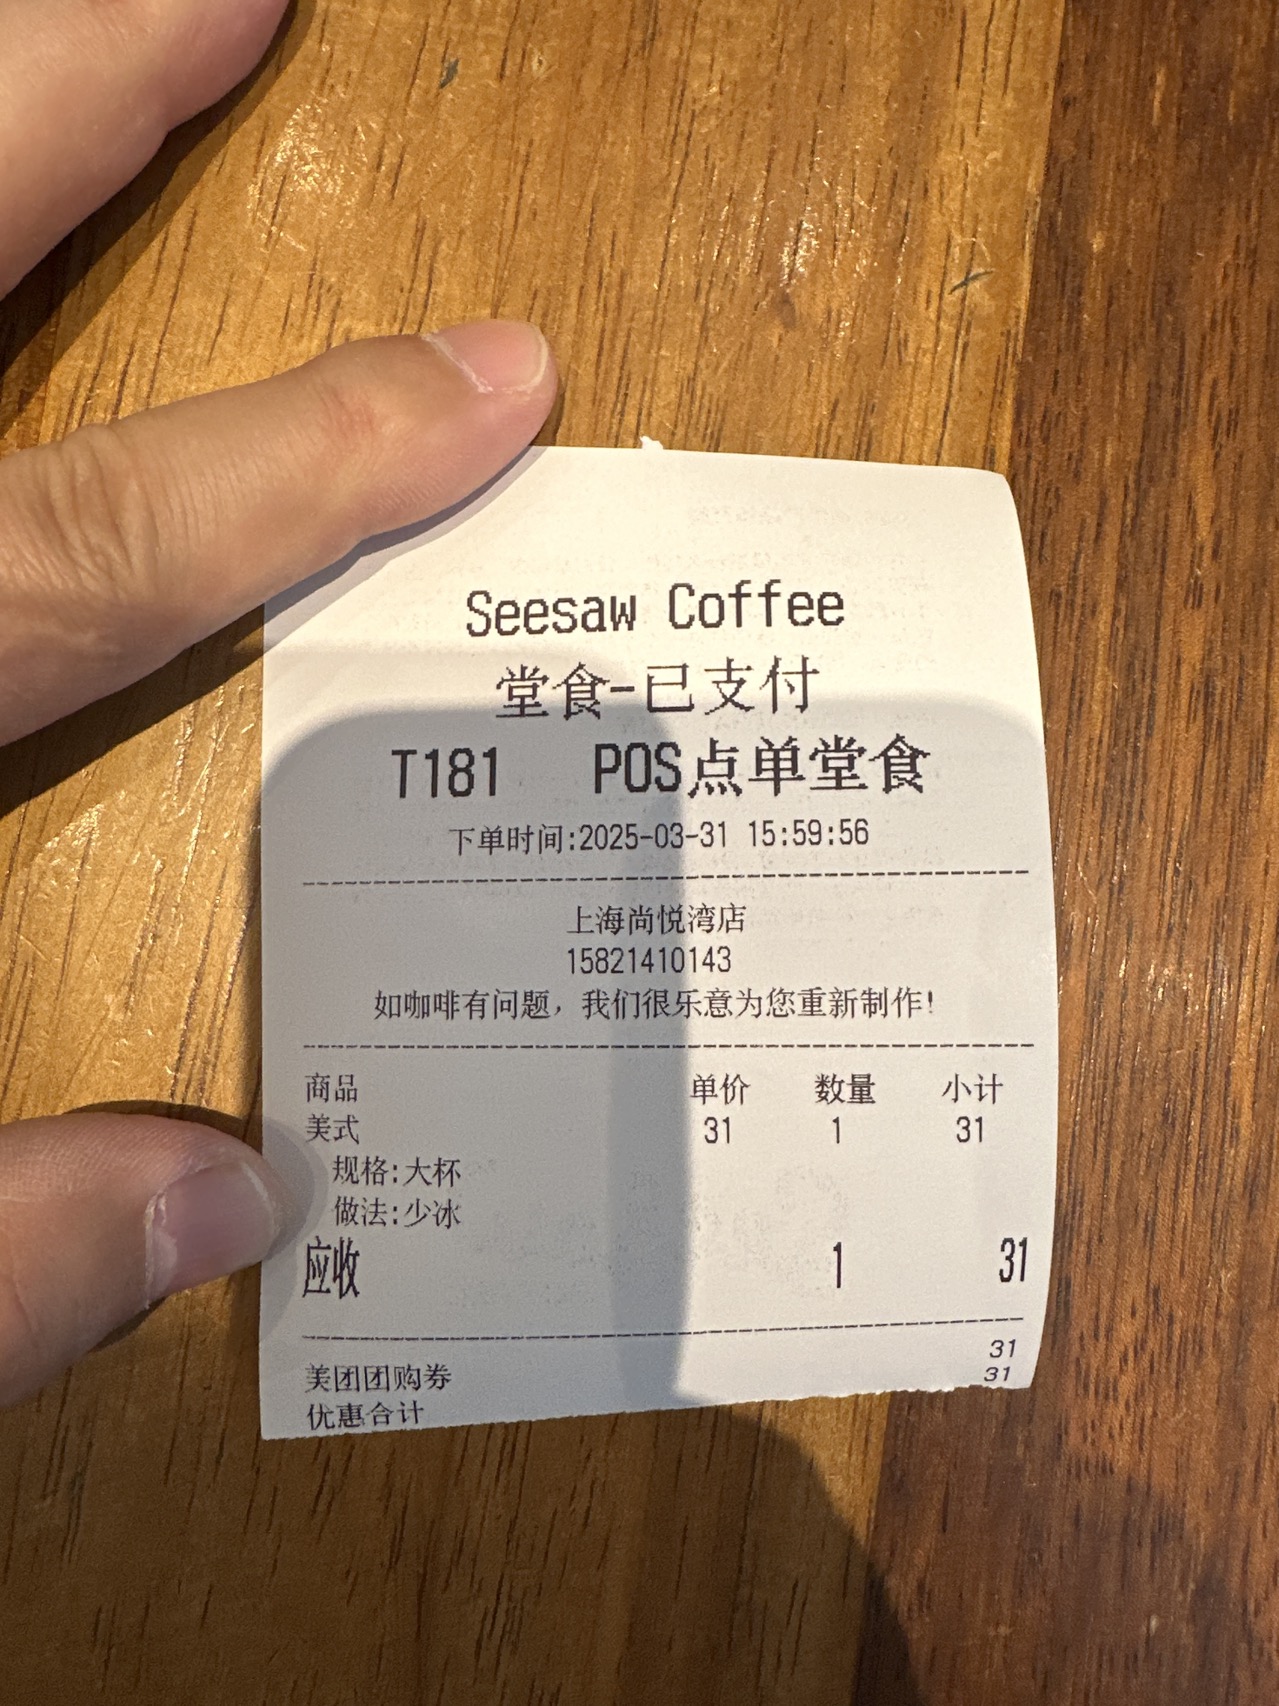 Seesaw Coffee
堂食-已支付
T181 POS点单堂食
下单时间:2025-03-31 15:59:56
上海尚悦湾店
15821410143
如咖啡有问题，我们很乐意为您重新制作!
商品 单价 数量 小计
美式 31 1 31
规格:大杯
做法:少冰
应收 1 31
美团团购券 31
优惠合计 31